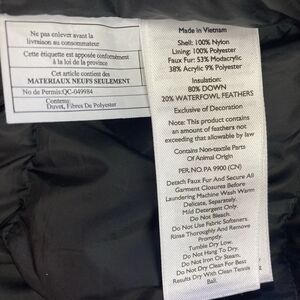 Ne pas enlever avant la
livraison au consommateur
Cette étiquette est apposée conformément
à la loi de la province
Cet article contient des
MATERIAUX NEUFS SEULEMENT
No de Permis:QC-049984
Contenu:
Duvet, Fibres De Polyester
Made in Vietnam
Shell: 100% Nylon
Lining: 100% Polyester
Faux Fur: 53% Modacrylic
38% Acrylic 9% Polyester
Insulation:
80% DOWN
20% WATERFOWL FEATHERS
Exclusive of Decoration
Note: This product contains
an amount of feathers not
exceeding that allowable by law
Contains Non-textile Parts
Of Animal Origin
PER. NO.PA 9900 (CN)
Detach Faux Fur And Secure All
Garment Closures Before
Laundering Machine Wash Warm
Delicate, Separately.
Mild Detergent Only.
Do Not Bleach.
Do Not Use Fabric Softeners.
Rinse Thoroughly And Remove
Promptly.
Tumble Dry Low.
Do Not Hang To Dry.
Do Not Iron Or Steam.
Do Not Dry Clean For Best
Results Dry With Clean Tennis
Ball.